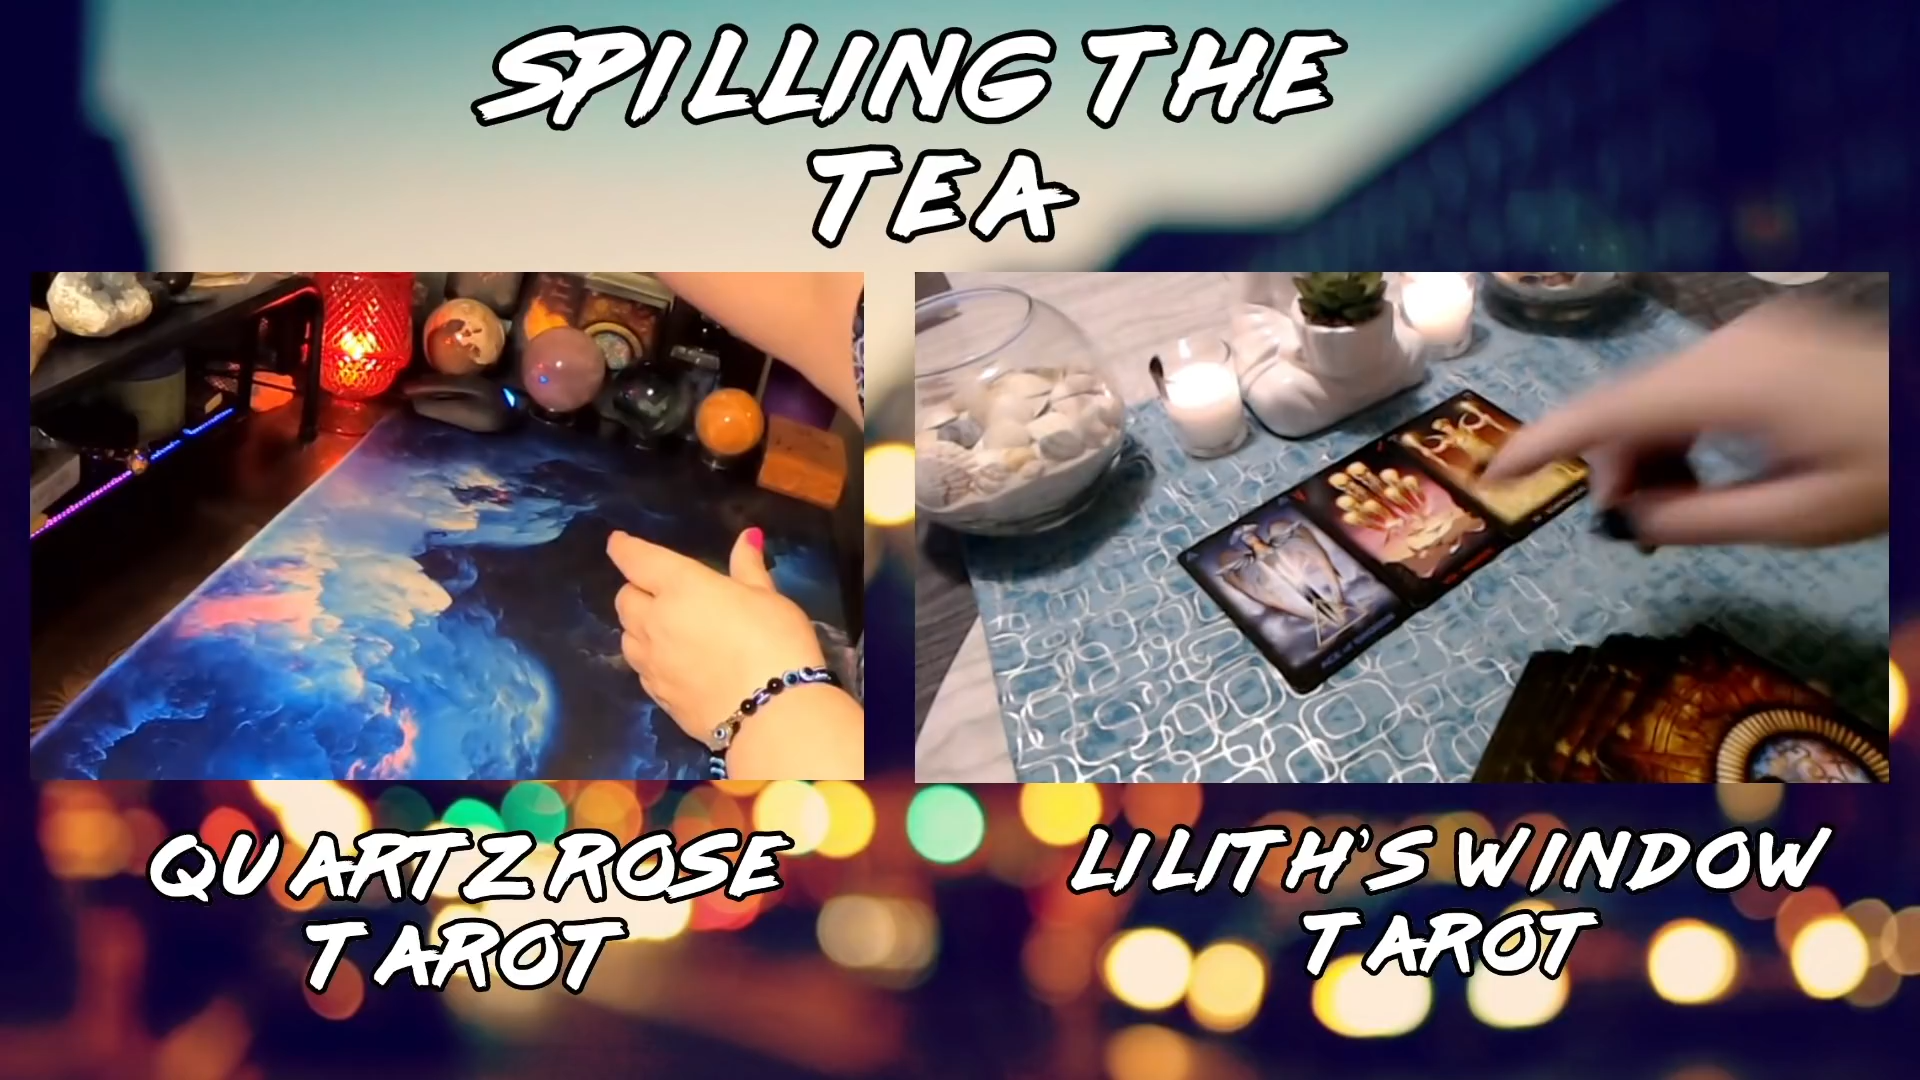 SPILLING THE
TEA
QUARTZ ROSE
TAROT
LILITH'S WINDOW
TAROT